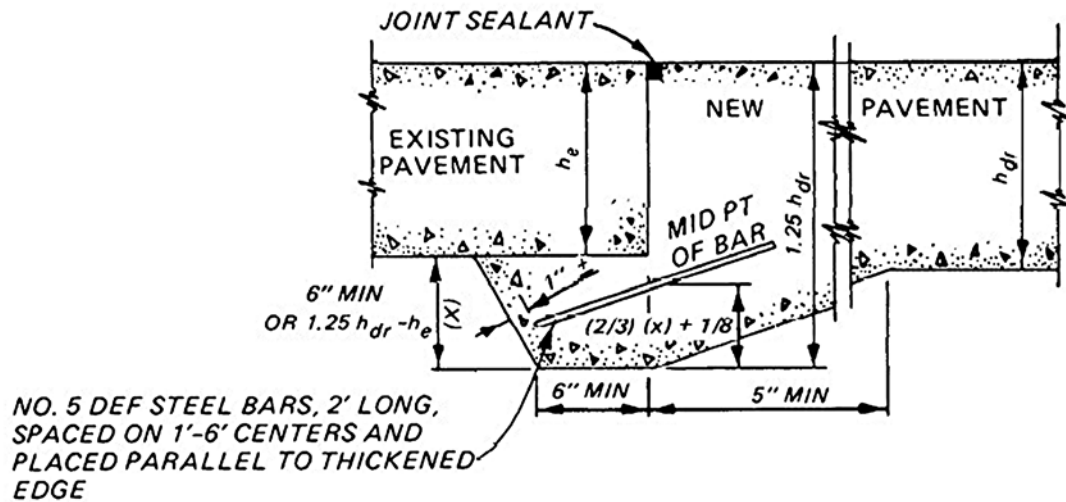 JOINT SEALANT
EXISTING
PAVEMENT
h_e
NEW
1.25 h_dr
PAVEMENT
h_dr
MID PT
OF BAR
1" ±
6" MIN
OR 1.25 h_dr -h_e
(X)
(2/3) (x) + 1/8
6" MIN
5" MIN
NO. 5 DEF STEEL BARS, 2' LONG,
SPACED ON 1'-6' CENTERS AND
PLACED PARALLEL TO THICKENED
EDGE